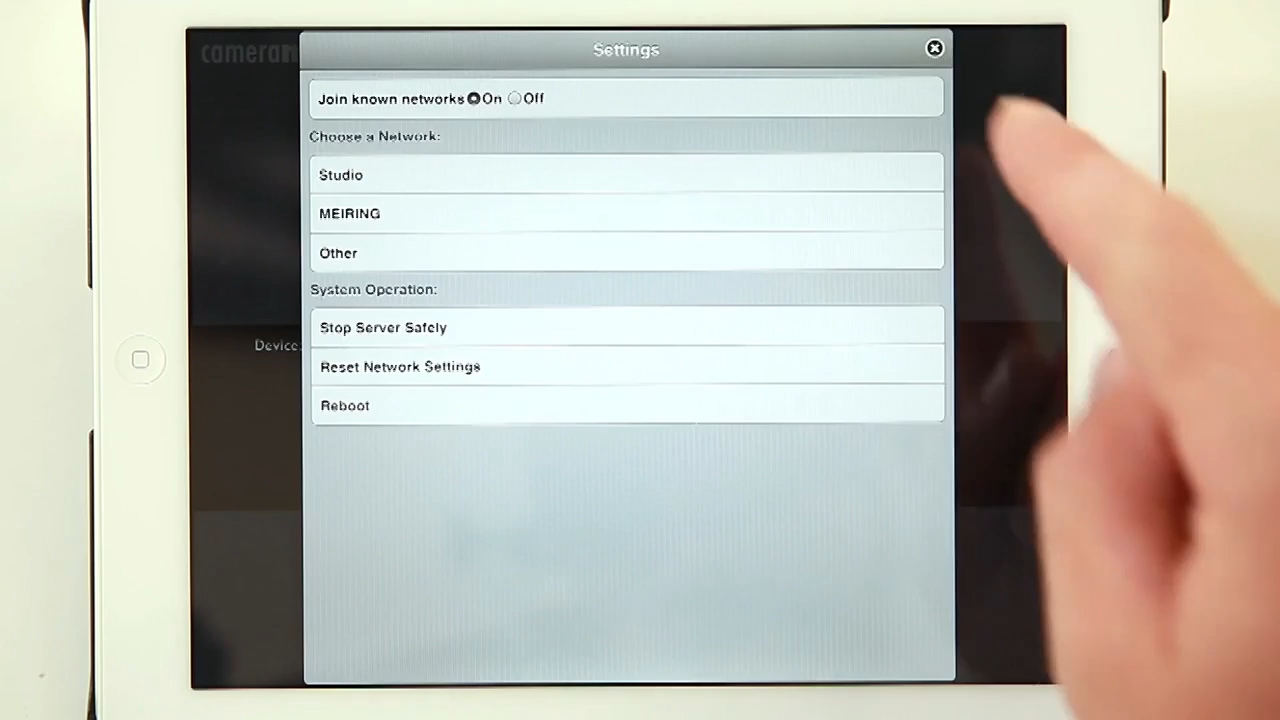 Settings
Join known networks On Off
Choose a Network:
Studio
MEIRING
Other
System Operation:
Stop Server Safely
Reset Network Settings
Reboot
Device: